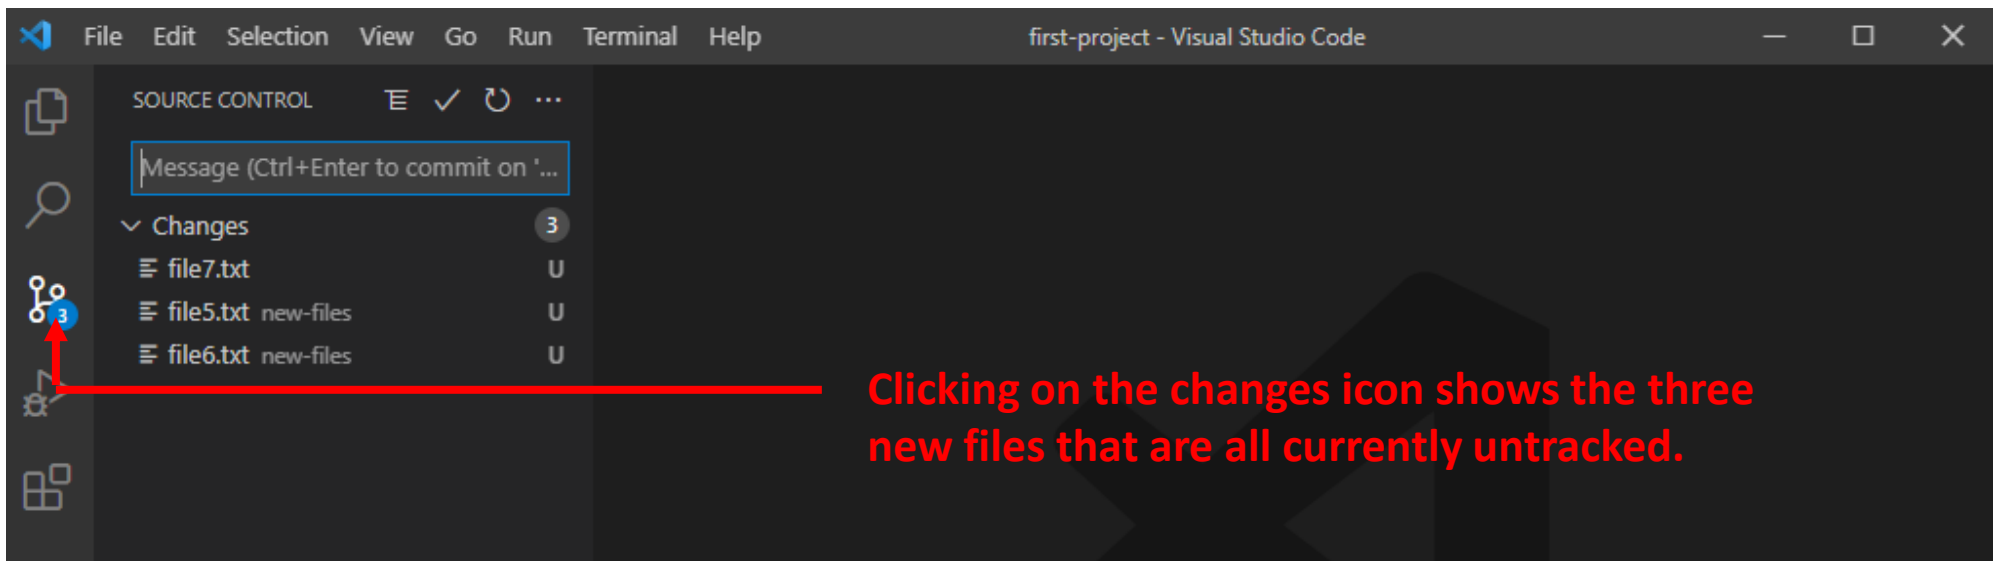 File Edit Selection View Go Run Terminal Help first-project - Visual Studio Code
SOURCE CONTROL
Message (Ctrl+Enter to commit on '...
Changes 3
file7.txt U
file5.txt new-files U
file6.txt new-files U
3
Clicking on the changes icon shows the three
new files that are all currently untracked.